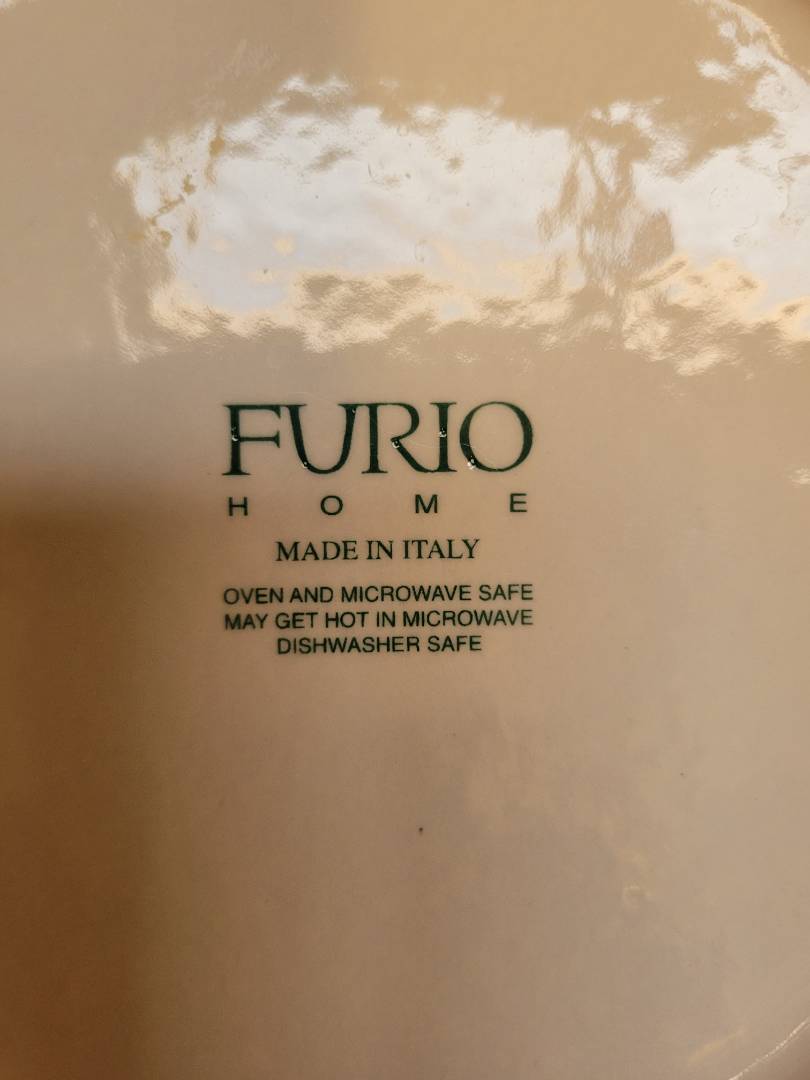 FURIO
HOME
MADE IN ITALY
OVEN AND MICROWAVE SAFE
MAY GET HOT IN MICROWAVE
DISHWASHER SAFE